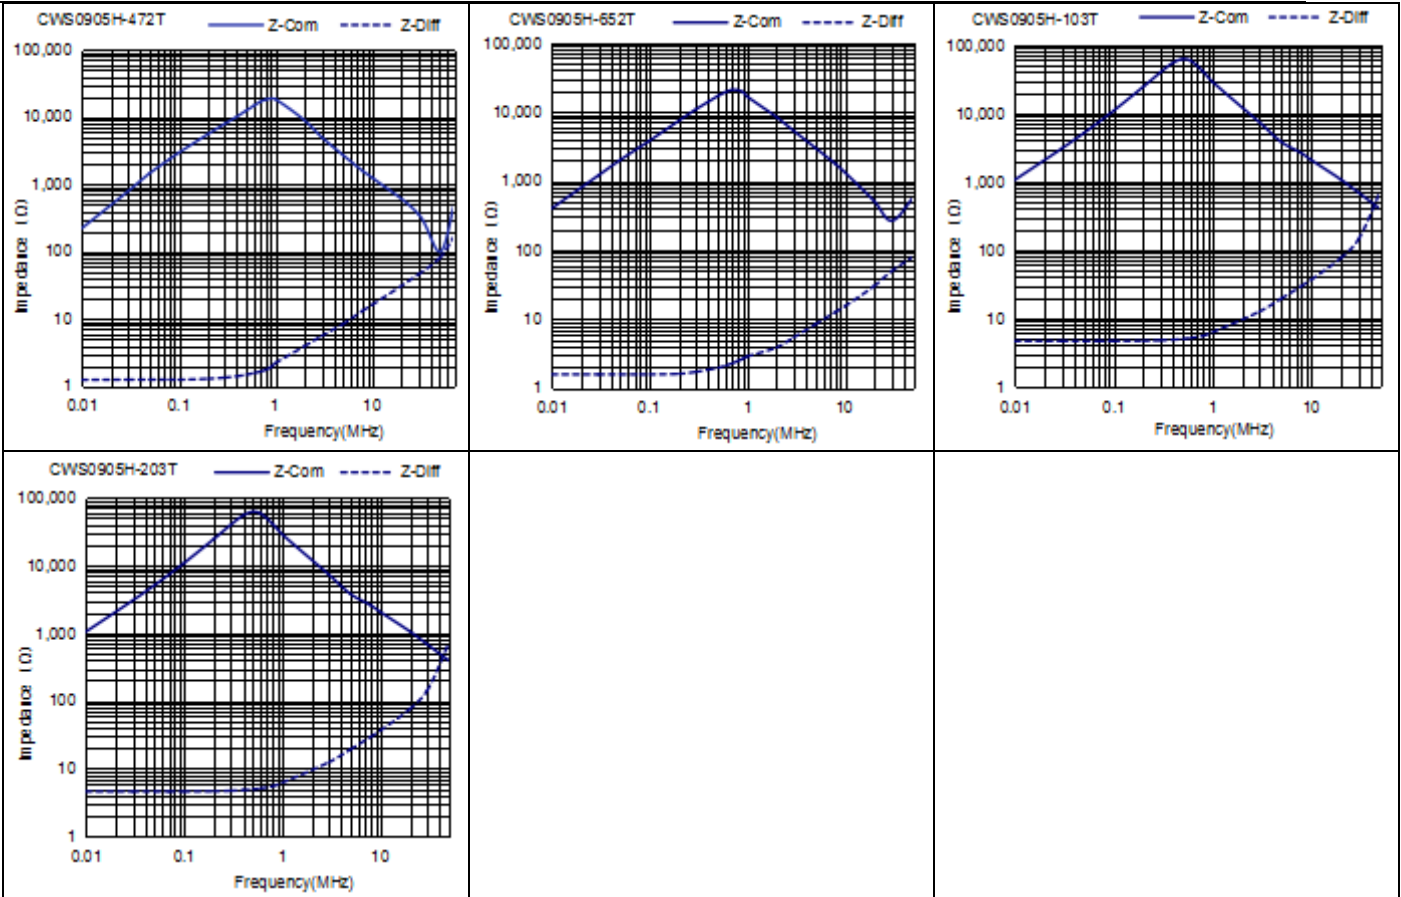 CWS0905H-472T Z-Com Z-Diff
100,000
10,000
1,000
100
10
1
Impedance (Ω)
0.01 0.1 1 10
Frequency(MHz)
CWS0905H-652T Z-Com Z-Diff
100,000
10,000
1,000
100
10
1
Impedance (Ω)
0.01 0.1 1 10
Frequency(MHz)
CWS0905H-103T Z-Com Z-Diff
100,000
10,000
1,000
100
10
1
Impedance (Ω)
0.01 0.1 1 10
Frequency(MHz)
CWS0905H-203T Z-Com Z-Diff
100,000
10,000
1,000
100
10
1
Impedance (Ω)
0.01 0.1 1 10
Frequency(MHz)